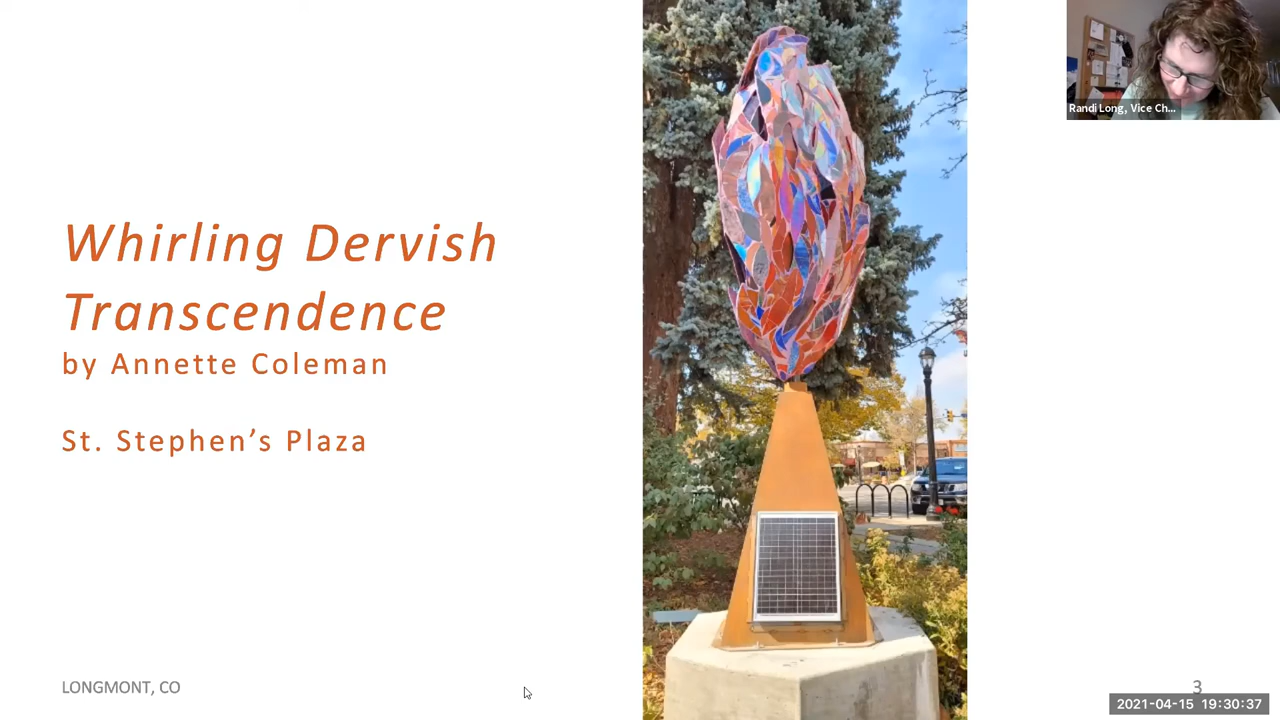 Whirling Dervish
Transcendence
by Annette Coleman
St. Stephen’s Plaza
LONGMONT, CO
3
Randi Long, Vice Ch...
2021-04-15 19:30:37